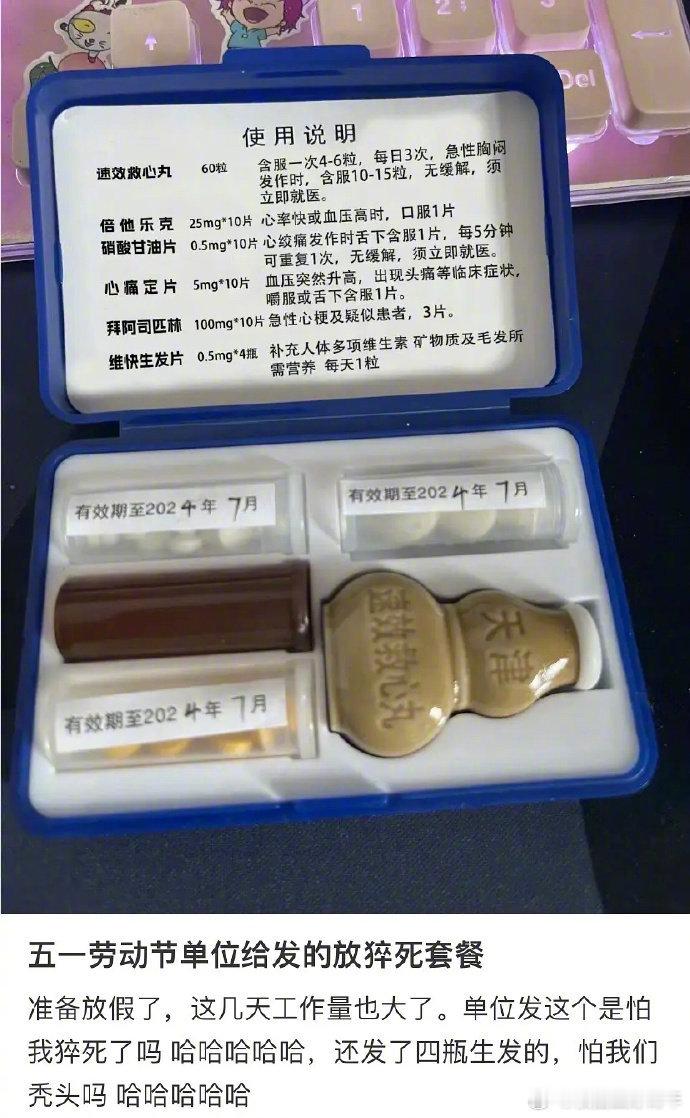 1
2
3
Del
使用说明
速效救心丸 60粒 含服一次4-6粒，每日3次，急性胸闷
发作时，含服10-15粒，无缓解，须
立即就医。
倍他乐克 25mg*10片 心率快或血压高时，口服1片
硝酸甘油片 0.5mg*10片 心绞痛发作时舌下含服1片，每5分钟
可重复1次，无缓解，须立即就医。
心痛定片 5mg*10片 血压突然升高，出现头痛等临床症状，
嚼服或舌下含服1片。
拜阿司匹林 100mg*10片 急性心梗及疑似患者，3片。
维快生发片 0.5mg*4瓶 补充人体多项维生素 矿物质及毛发所
需营养 每天1粒
有效期至2024年 7月
有效期至2024年 7月
有效期至2024年 7月
速效救心丸
天津
五一劳动节单位给发的放猝死套餐
准备放假了，这几天工作量也大了。单位发这个是怕
我猝死了吗 哈哈哈哈哈，还发了四瓶生发的，怕我们
秃头吗 哈哈哈哈哈